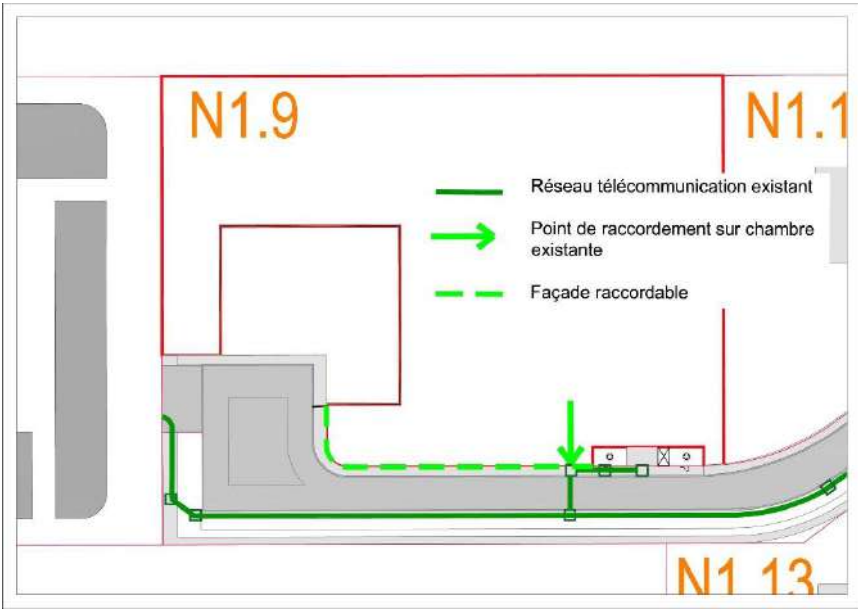 N1.9
N1.1
Réseau télécommunication existant
Point de raccordement sur chambre
existante
Façade raccordable
N1.13